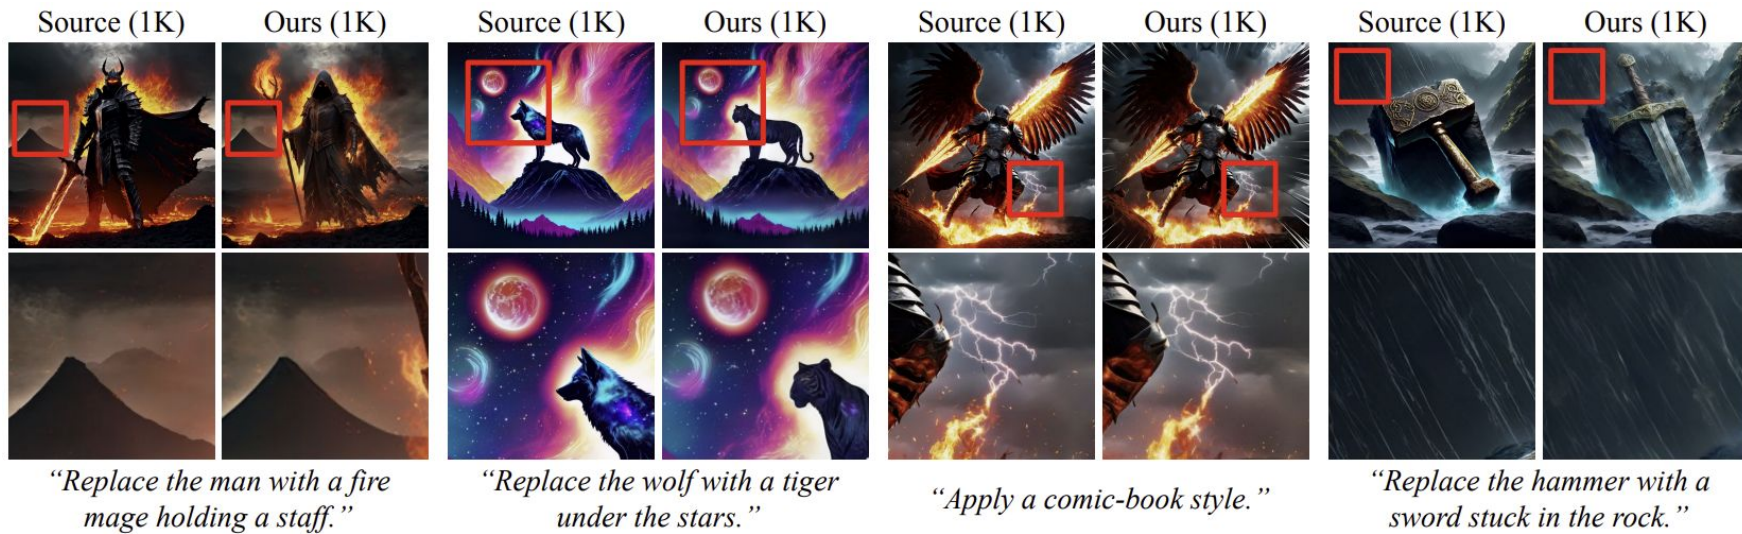 Source (1K)
Ours (1K)
Source (1K)
Ours (1K)
Source (1K)
Ours (1K)
Source (1K)
Ours (1K)
“Replace the man with a fire
mage holding a staff.”
“Replace the wolf with a tiger
under the stars.”
“Apply a comic-book style.”
“Replace the hammer with a
sword stuck in the rock.”